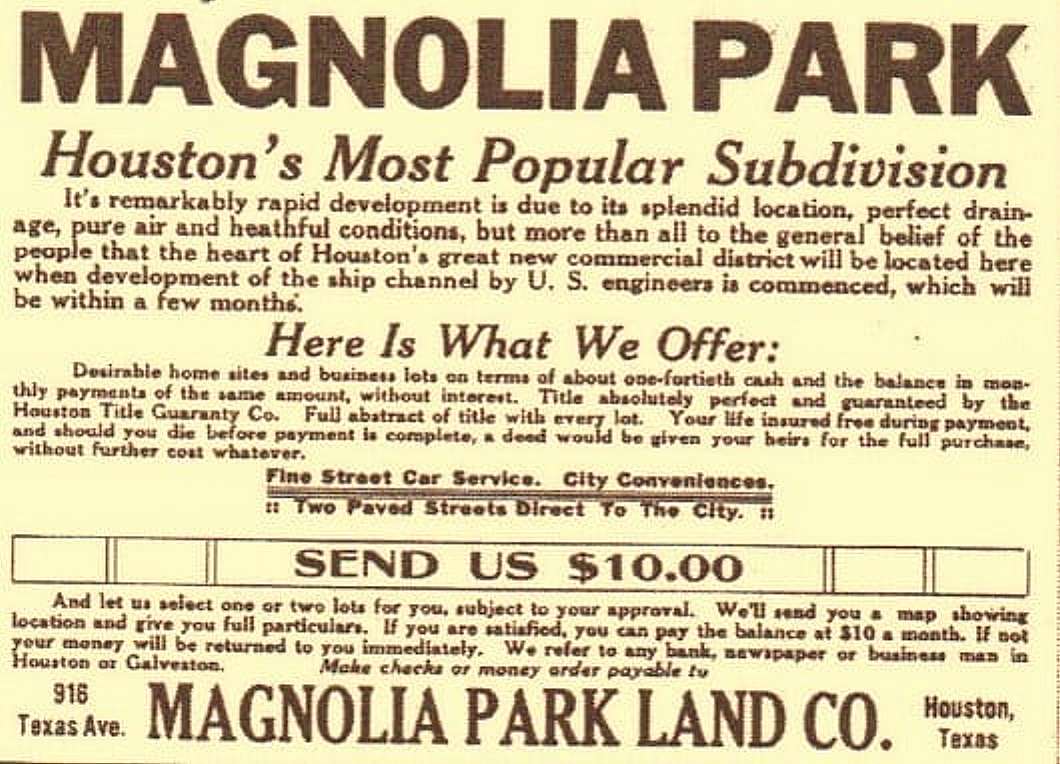 MAGNOLIA PARK
Houston's Most Popular Subdivision
It's remarkably rapid development is due to its splendid location, perfect drain-
age, pure air and heathful conditions, but more than all to the general belief of the
people that the heart of Houston's great new commercial district will be located here
when development of the ship channel by U. S. engineers is commenced, which will
be within a few months.
Here Is What We Offer:
Desirable home sites and business lots on terms of about one-fortieth cash and the balance in mon-
thly payments of the same amount, without interest. Title absolutely perfect and guaranteed by the
Houston Title Guaranty Co. Full abstract of title with every lot. Your life insured free during payment,
and should you die before payment is complete, a deed would be given your heirs for the full purchase,
without further cost whatever.
Fine Street Car Service. City Conveniences.
:: Two Paved Streets Direct To The City. ::
SEND US $10.00
And let us select one or two lots for you, subject to your approval. We'll send you a map showing
location and give you full particulars. If you are satisfied, you can pay the balance at $10 a month. If not
your money will be returned to you immediately. We refer to any bank, newspaper or business man in
Houston or Galveston. Make checks or money order payable to
916
Texas Ave.
MAGNOLIA PARK LAND CO.
Houston,
Texas